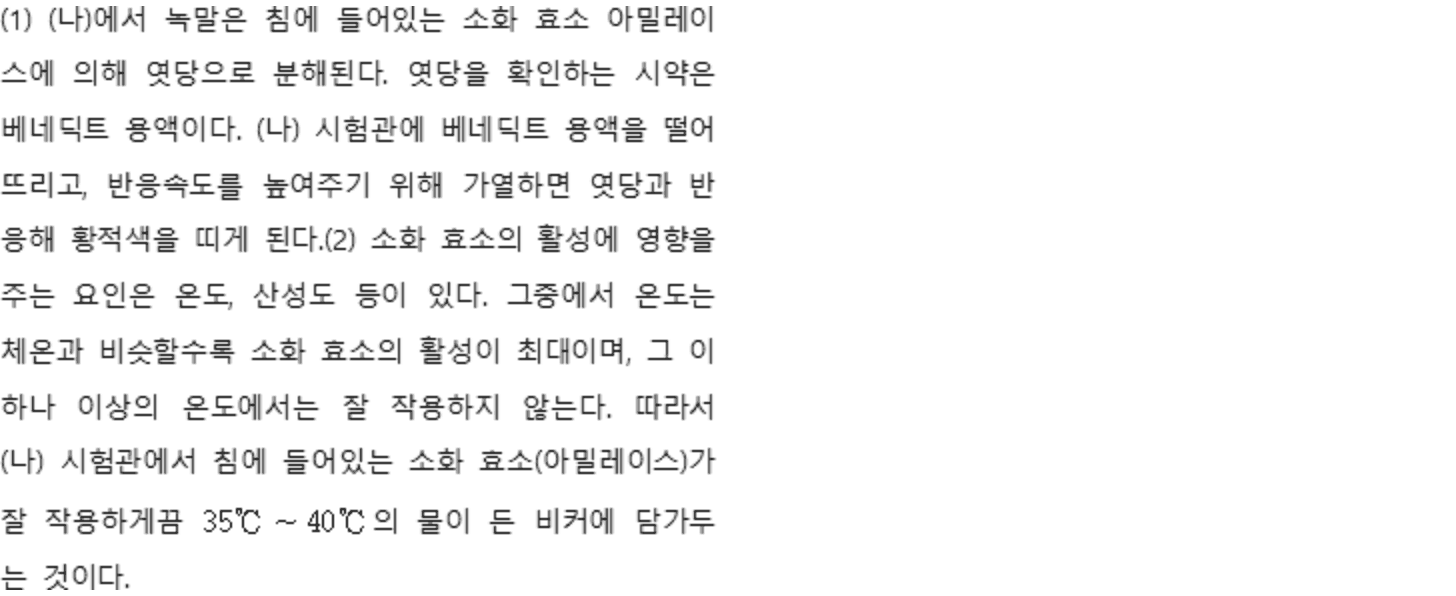 (1) (나)에서 녹말은 침에 들어있는 소화 효소 아밀레이
스에 의해 엿당으로 분해된다. 엿당을 확인하는 시약은
베네딕트 용액이다. (나) 시험관에 베네딕트 용액을 떨어
뜨리고, 반응속도를 높여주기 위해 가열하면 엿당과 반
응해 황적색을 띠게 된다.(2) 소화 효소의 활성에 영향을
주는 요인은 온도, 산성도 등이 있다. 그중에서 온도는
체온과 비슷할수록 소화 효소의 활성이 최대이며, 그 이
하나 이상의 온도에서는 잘 작용하지 않는다. 따라서
(나) 시험관에서 침에 들어있는 소화 효소(아밀레이스)가
잘 작용하게끔 35℃ ~ 40℃의 물이 든 비커에 담가두
는 것이다.